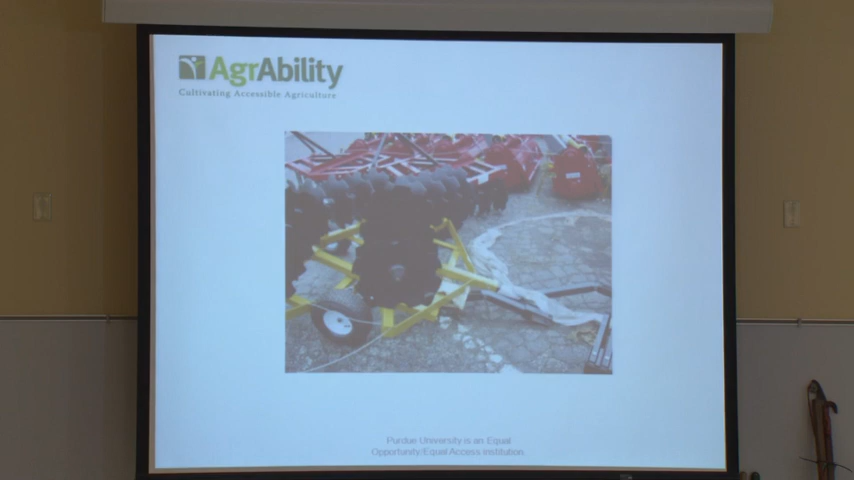 AgrAbility
Cultivating Accessible Agriculture
Purdue University is an Equal
Opportunity/Equal Access institution.